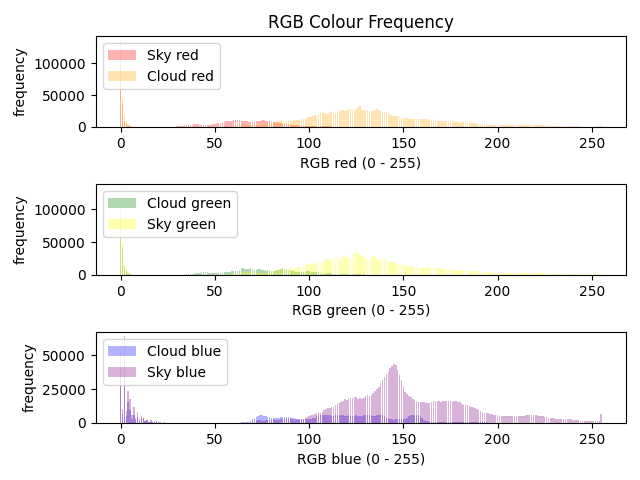 RGB Colour Frequency
frequency
100000
50000
0
Sky red
Cloud red
0 50 100 150 200 250
RGB red (0 - 255)
frequency
100000
50000
0
Cloud green
Sky green
0 50 100 150 200 250
RGB green (0 - 255)
frequency
50000
25000
0
Cloud blue
Sky blue
0 50 100 150 200 250
RGB blue (0 - 255)